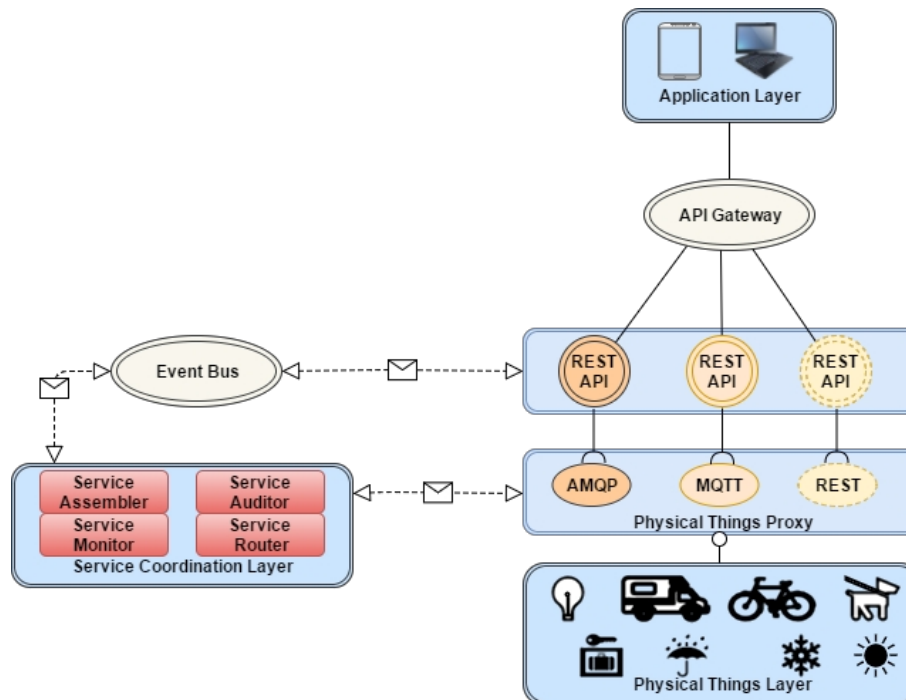 Application Layer
API Gateway
REST
API
REST
API
REST
API
Event Bus
Service
Assembler
Service
Auditor
Service
Monitor
Service
Router
Service Coordination Layer
AMQP
MQTT
REST
Physical Things Proxy
Physical Things Layer